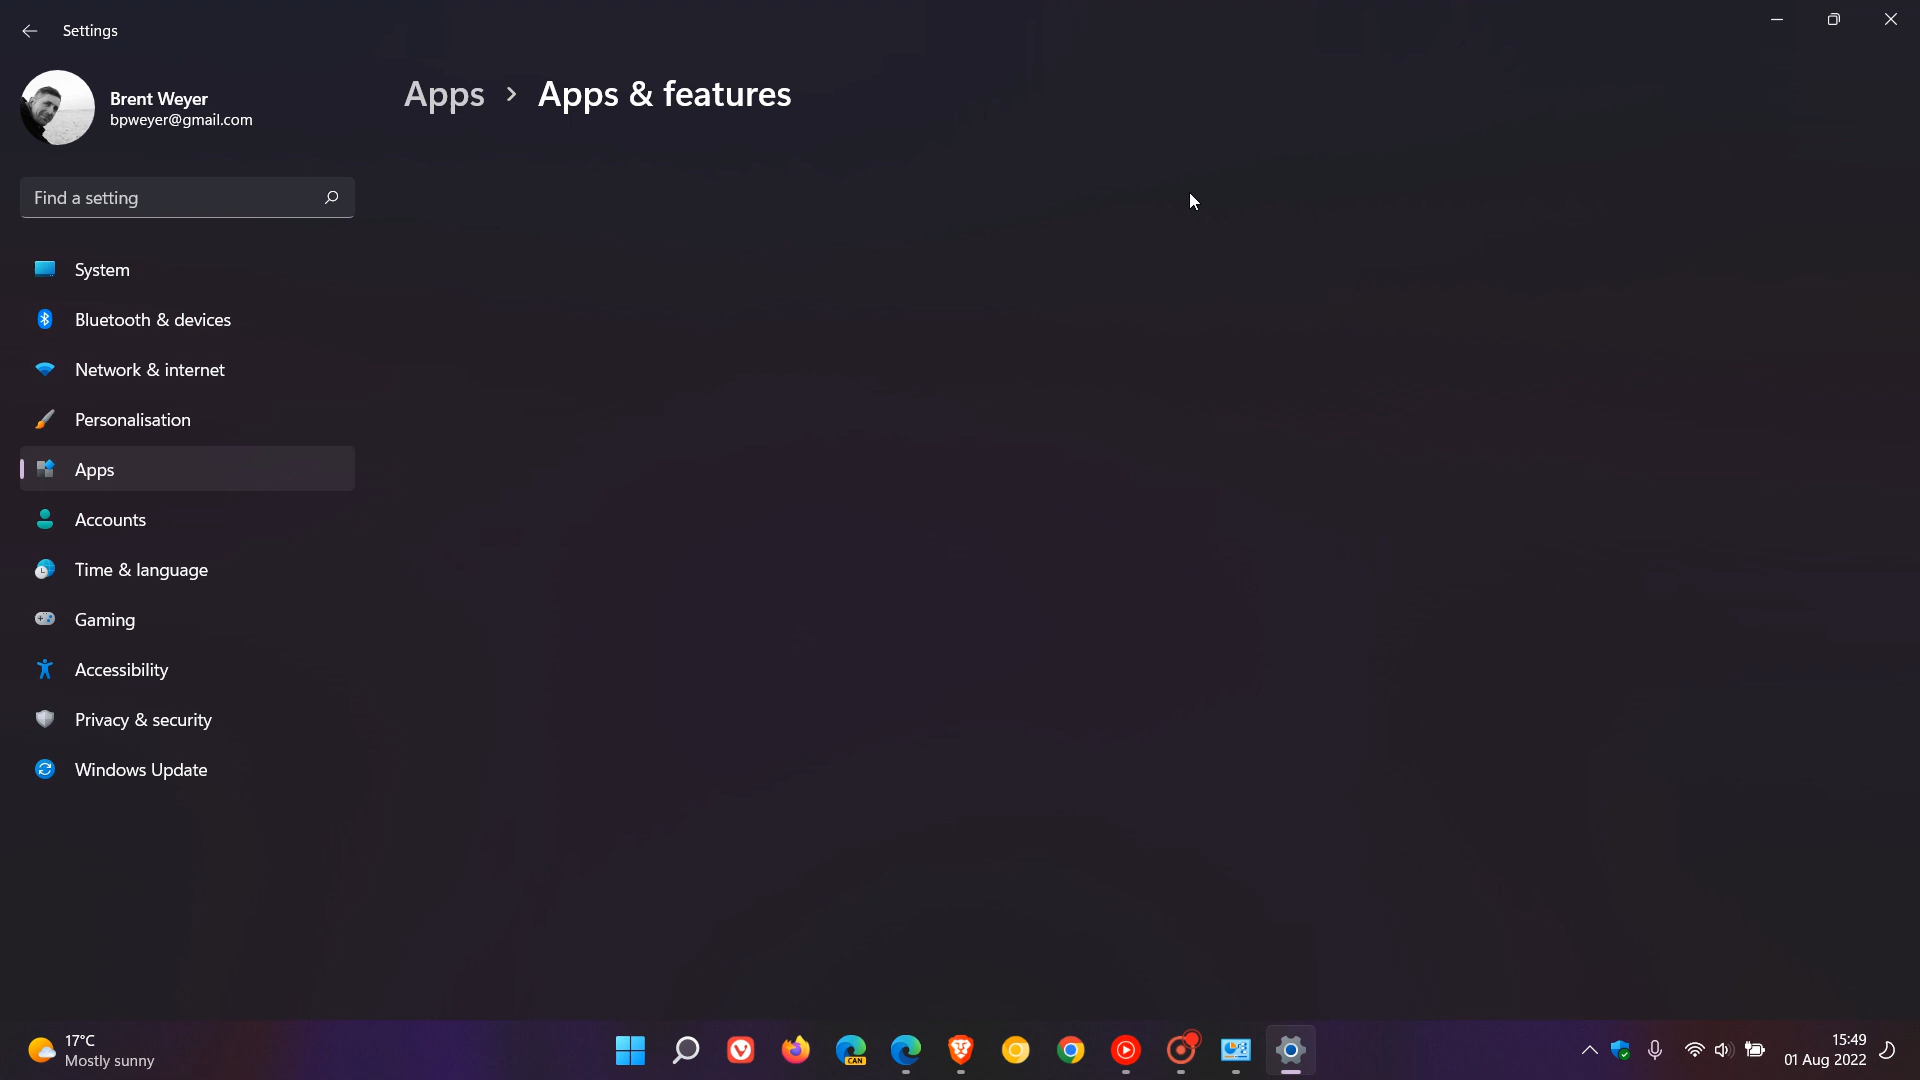 Settings
Brent Weyer
bpweyer@gmail.com
Apps > Apps & features
Find a setting
System
Bluetooth & devices
Network & internet
Personalisation
Apps
Accounts
Time & language
Gaming
Accessibility
Privacy & security
Windows Update
17°C
Mostly sunny
CAN
15:49
01 Aug 2022